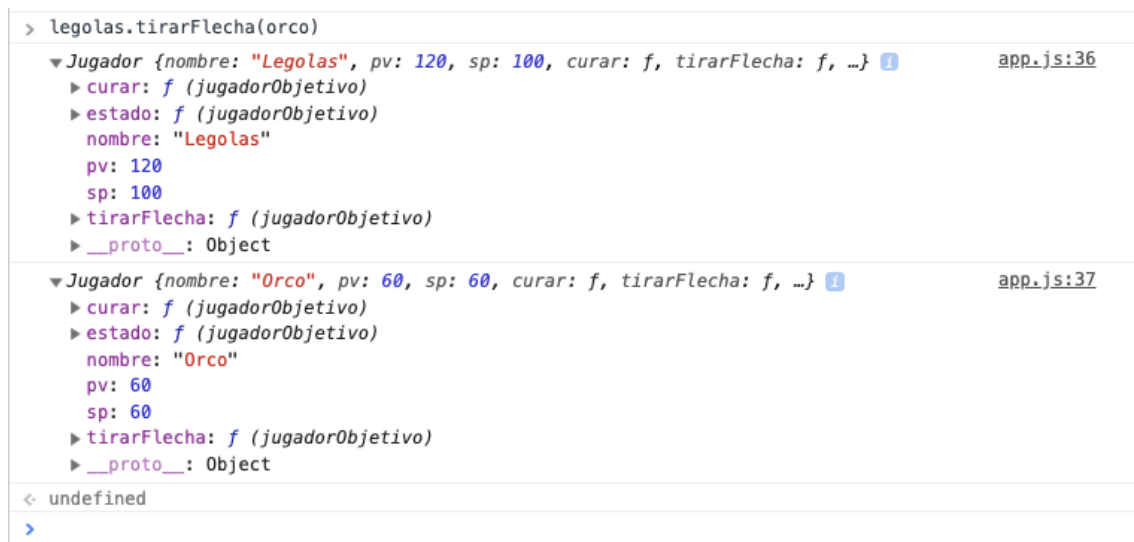 > legolas.tirarFlecha(orco)
▼Jugador {nombre: "Legolas", pv: 120, sp: 100, curar: ƒ, tirarFlecha: ƒ, …} i app.js:36
▶curar: ƒ (jugadorObjetivo)
▶estado: ƒ (jugadorObjetivo)
nombre: "Legolas"
pv: 120
sp: 100
▶tirarFlecha: ƒ (jugadorObjetivo)
▶__proto__: Object
▼Jugador {nombre: "Orco", pv: 60, sp: 60, curar: ƒ, tirarFlecha: ƒ, …} i app.js:37
▶curar: ƒ (jugadorObjetivo)
▶estado: ƒ (jugadorObjetivo)
nombre: "Orco"
pv: 60
sp: 60
▶tirarFlecha: ƒ (jugadorObjetivo)
▶__proto__: Object
<· undefined
>